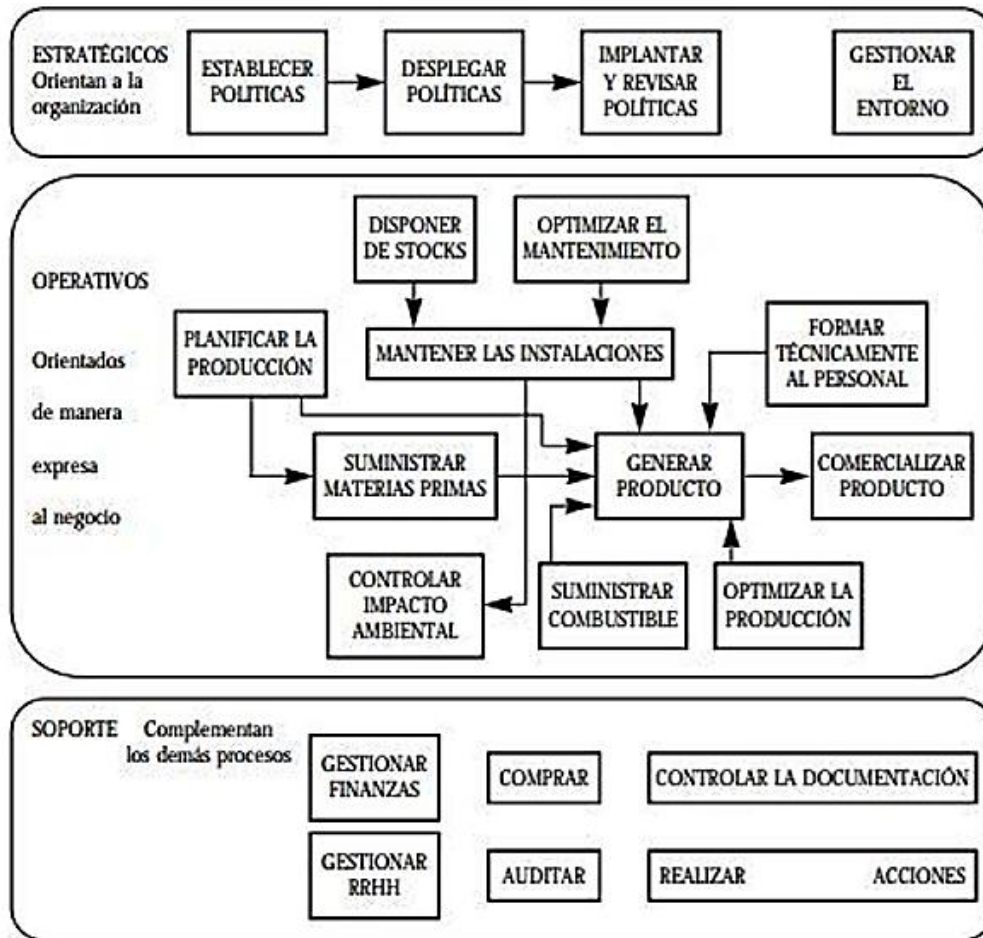 ESTRATÉGICOS
Orientan a la
organización
ESTABLECER
POLITICAS
DESPLEGAR
POLÍTICAS
IMPLANTAR
Y REVISAR
POLÍTICAS
GESTIONAR
EL
ENTORNO
OPERATIVOS
Orientados
de manera
expresa
al negocio
DISPONER
DE STOCKS
OPTIMIZAR EL
MANTENIMIENTO
PLANIFICAR LA
PRODUCCIÓN
MANTENER LAS INSTALACIONES
FORMAR
TÉCNICAMENTE
AL PERSONAL
SUMINISTRAR
MATERIAS PRIMAS
GENERAR
PRODUCTO
COMERCIALIZAR
PRODUCTO
CONTROLAR
IMPACTO
AMBIENTAL
SUMINISTRAR
COMBUSTIBLE
OPTIMIZAR LA
PRODUCCIÓN
SOPORTE Complementan
los demás procesos
GESTIONAR
FINANZAS
COMPRAR
CONTROLAR LA DOCUMENTACIÓN
GESTIONAR
RRHH
AUDITAR
REALIZAR ACCIONES